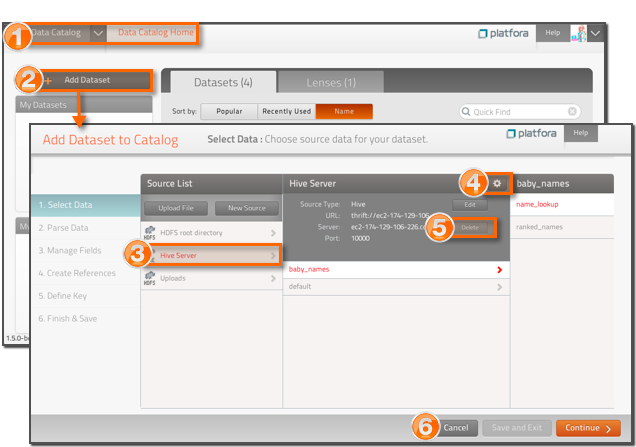 1
Data Catalog
Data Catalog Home
platfora
Help
2
+ Add Dataset
Datasets (4)
Lenses (1)
My Datasets
Sort by:
Popular
Recently Used
Name
Quick Find
Add Dataset to Catalog
Select Data : Choose source data for your dataset.
platfora
Help
1. Select Data
2. Parse Data
3. Manage Fields
4. Create References
5. Define Key
6. Finish & Save
Source List
Upload File
New Source
HDFS
HDFS root directory
3
Hive Server
HDFS
Uploads
Hive Server
4
Source Type: Hive
Edit
URL: thrift://ec2-174-129-106
Server: ec2-174-129-106-226.co
5
Delete
Port: 10000
baby_names
default
baby_names
name_lookup
ranked_names
1.5.0-b
6
Cancel
Save and Exit
Continue